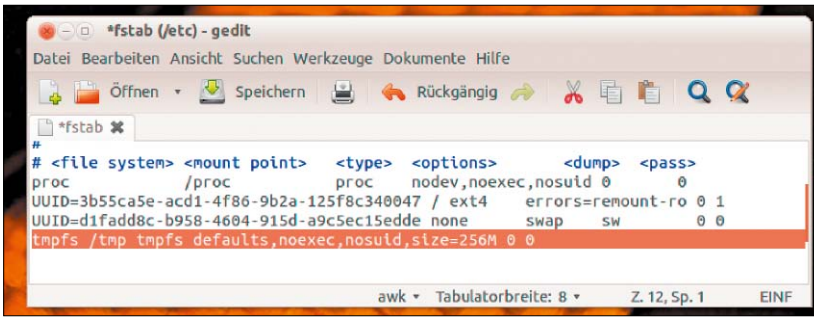 *fstab (/etc) - gedit
Datei Bearbeiten Ansicht Suchen Werkzeuge Dokumente Hilfe
Öffnen Speichern Rückgängig
*fstab
#
# <file system> <mount point> <type> <options> <dump> <pass>
proc /proc proc nodev,noexec,nosuid 0 0
UUID=3b55ca5e-acd1-4f86-9b2a-125f8c340047 / ext4 errors=remount-ro 0 1
UUID=d1fadd8c-b958-4604-915d-a9c5ec15edde none swap sw 0 0
tmpfs /tmp tmpfs defaults,noexec,nosuid,size=256M 0 0
awk Tabulatorbreite: 8 Z. 12, Sp. 1 EINF